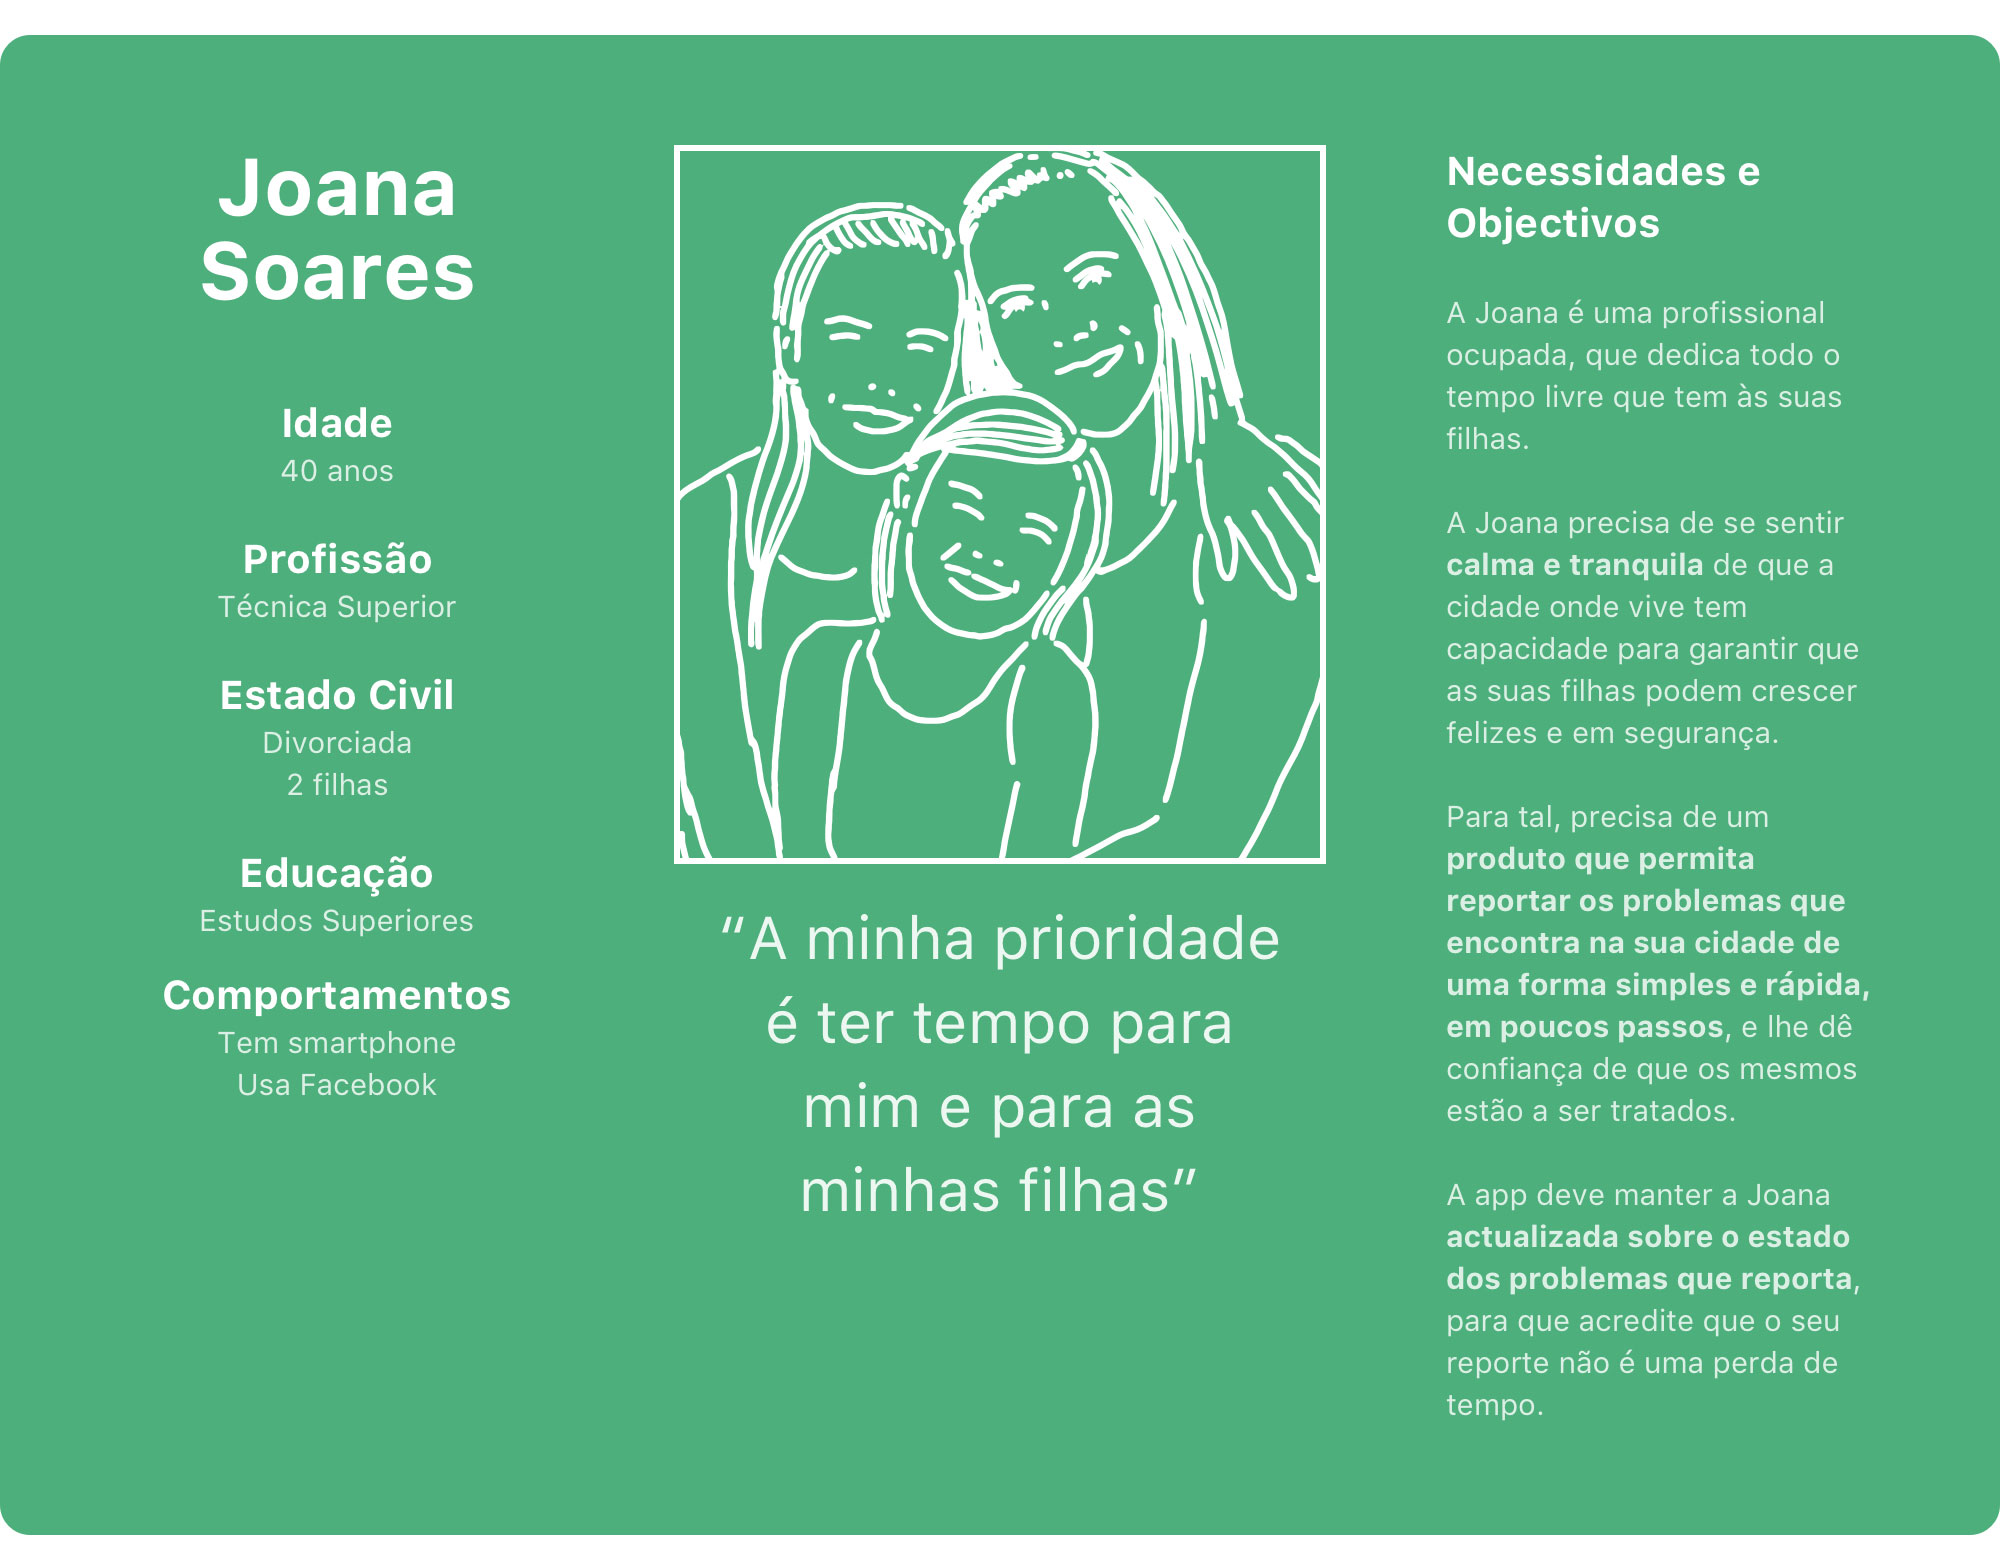 Joana
Soares
Idade
40 anos
Profissão
Técnica Superior
Estado Civil
Divorciada
2 filhas
Educação
Estudos Superiores
Comportamentos
Tem smartphone
Usa Facebook
“A minha prioridade
é ter tempo para
mim e para as
minhas filhas”
Necessidades e
Objectivos
A Joana é uma profissional
ocupada, que dedica todo o
tempo livre que tem às suas
filhas.
A Joana precisa de se sentir
calma e tranquila de que a
cidade onde vive tem
capacidade para garantir que
as suas filhas podem crescer
felizes e em segurança.
Para tal, precisa de um
produto que permita
reportar os problemas que
encontra na sua cidade de
uma forma simples e rápida,
em poucos passos, e lhe dê
confiança de que os mesmos
estão a ser tratados.
A app deve manter a Joana
actualizada sobre o estado
dos problemas que reporta,
para que acredite que o seu
reporte não é uma perda de
tempo.